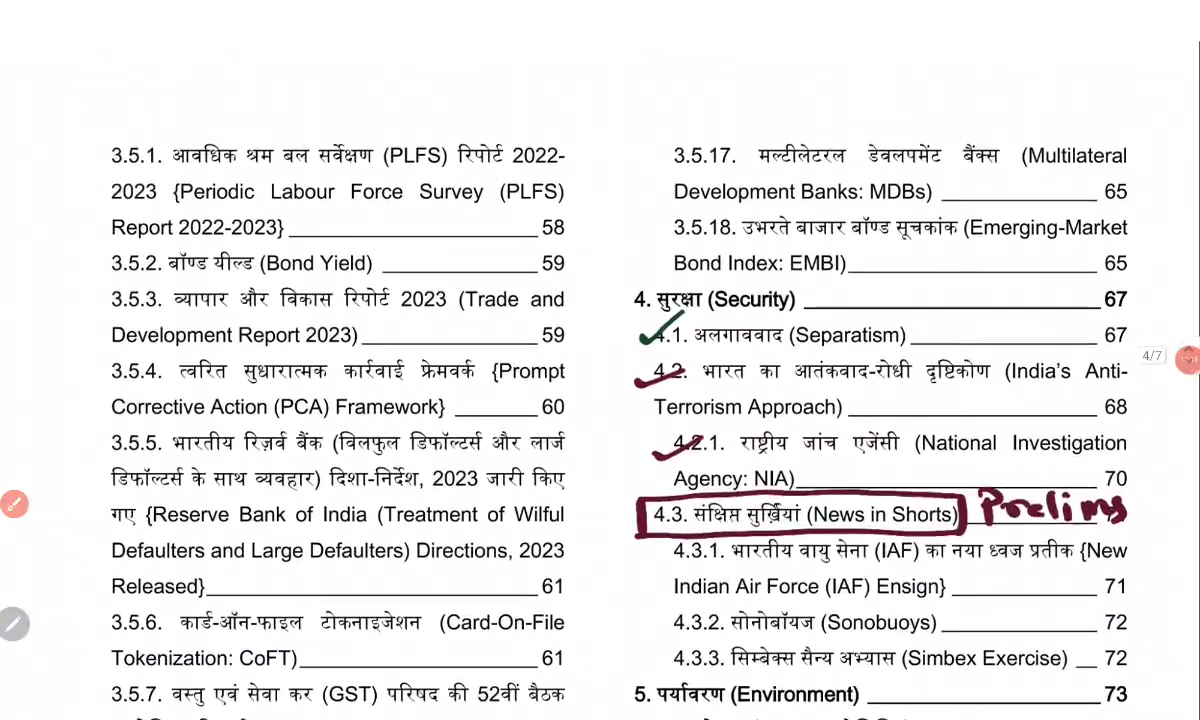 3.5.1. आवधिक श्रम बल सर्वेक्षण (PLFS) रिपोर्ट 2022-
2023 {Periodic Labour Force Survey (PLFS)
Report 2022-2023} 58
3.5.2. बॉण्ड यील्ड (Bond Yield) 59
3.5.3. व्यापार और विकास रिपोर्ट 2023 (Trade and
Development Report 2023) 59
3.5.4. त्वरित सुधारात्मक कार्रवाई फ्रेमवर्क {Prompt
Corrective Action (PCA) Framework} 60
3.5.5. भारतीय रिज़र्व बैंक (विलफुल डिफॉल्टर्स और लार्ज
डिफॉल्टर्स के साथ व्यवहार) दिशा-निर्देश, 2023 जारी किए
गए {Reserve Bank of India (Treatment of Wilful
Defaulters and Large Defaulters) Directions, 2023
Released} 61
3.5.6. कार्ड-ऑन-फाइल टोकनाइजेशन (Card-On-File
Tokenization: CoFT) 61
3.5.7. वस्तु एवं सेवा कर (GST) परिषद की 52वीं बैठक
3.5.17. मल्टीलेटरल डेवलपमेंट बैंक्स (Multilateral
Development Banks: MDBs) 65
3.5.18. उभरते बाजार बॉण्ड सूचकांक (Emerging-Market
Bond Index: EMBI) 65
4. सुरक्षा (Security) 67
4.1. अलगाववाद (Separatism) 67
4.2. भारत का आतंकवाद-रोधी दृष्टिकोण (India's Anti-
Terrorism Approach) 68
4.2.1. राष्ट्रीय जांच एजेंसी (National Investigation
Agency: NIA) 70
4.3. संक्षिप्त सुर्ख़ियां (News in Shorts) Prelims
4.3.1. भारतीय वायु सेना (IAF) का नया ध्वज प्रतीक {New
Indian Air Force (IAF) Ensign} 71
4.3.2. सोनोबॉयज (Sonobuoys) 72
4.3.3. सिम्बेक्स सैन्य अभ्यास (Simbex Exercise) 72
5. पर्यावरण (Environment) 73
4/7